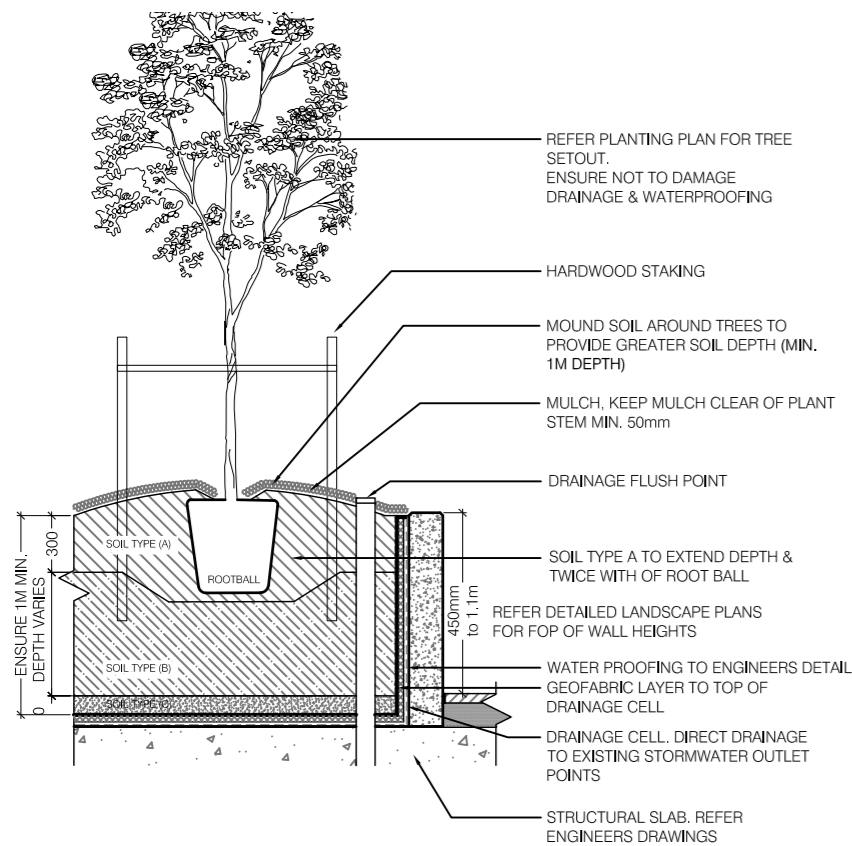 REFER PLANTING PLAN FOR TREE
SETOUT.
ENSURE NOT TO DAMAGE
DRAINAGE & WATERPROOFING
HARDWOOD STAKING
MOUND SOIL AROUND TREES TO
PROVIDE GREATER SOIL DEPTH (MIN.
1M DEPTH)
MULCH, KEEP MULCH CLEAR OF PLANT
STEM MIN. 50mm
DRAINAGE FLUSH POINT
SOIL TYPE (A)
ROOTBALL
SOIL TYPE A TO EXTEND DEPTH &
TWICE WITH OF ROOT BALL
ENSURE 1M MIN.
DEPTH VARIES
300
0
450mm
to 1.1m
REFER DETAILED LANDSCAPE PLANS
FOR TOP OF WALL HEIGHTS
SOIL TYPE (B)
WATER PROOFING TO ENGINEERS DETAIL
GEOFABRIC LAYER TO TOP OF
DRAINAGE CELL
SOIL TYPE (C)
DRAINAGE CELL. DIRECT DRAINAGE
TO EXISTING STORMWATER OUTLET
POINTS
STRUCTURAL SLAB. REFER
ENGINEERS DRAWINGS